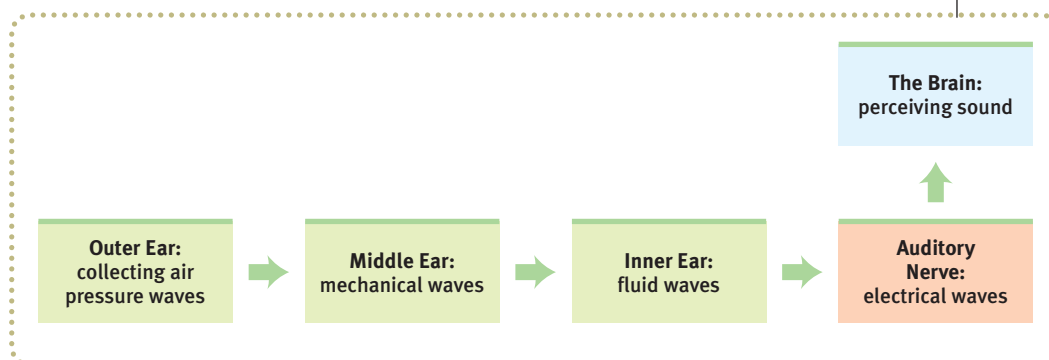 The Brain:
perceiving sound
Outer Ear:
collecting air
pressure waves
Middle Ear:
mechanical waves
Inner Ear:
fluid waves
Auditory
Nerve:
electrical waves